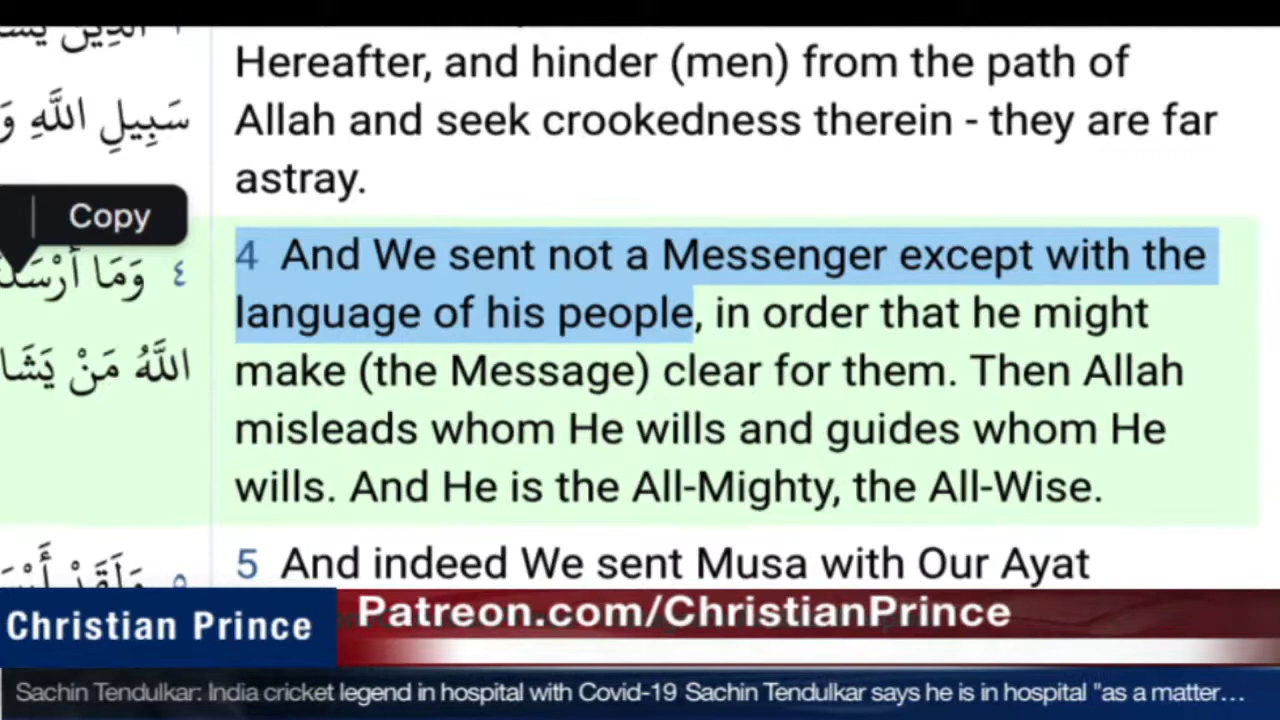 Hereafter, and hinder (men) from the path of
سَبِيلِ اللَّهِ وَ
Allah and seek crookedness therein - they are far
astray.
Copy
4 And We sent not a Messenger except with the
٤ وَمَا أَرْسَلْنَا
language of his people, in order that he might
make (the Message) clear for them. Then Allah
اللَّهُ مَنْ يَشَا
misleads whom He wills and guides whom He
wills. And He is the All-Mighty, the All-Wise.
5 And indeed We sent Musa with Our Ayat
Christian Prince
Patreon.com/ChristianPrince
Sachin Tendulkar: India cricket legend in hospital with Covid-19 Sachin Tendulkar says he is in hospital "as a matter...